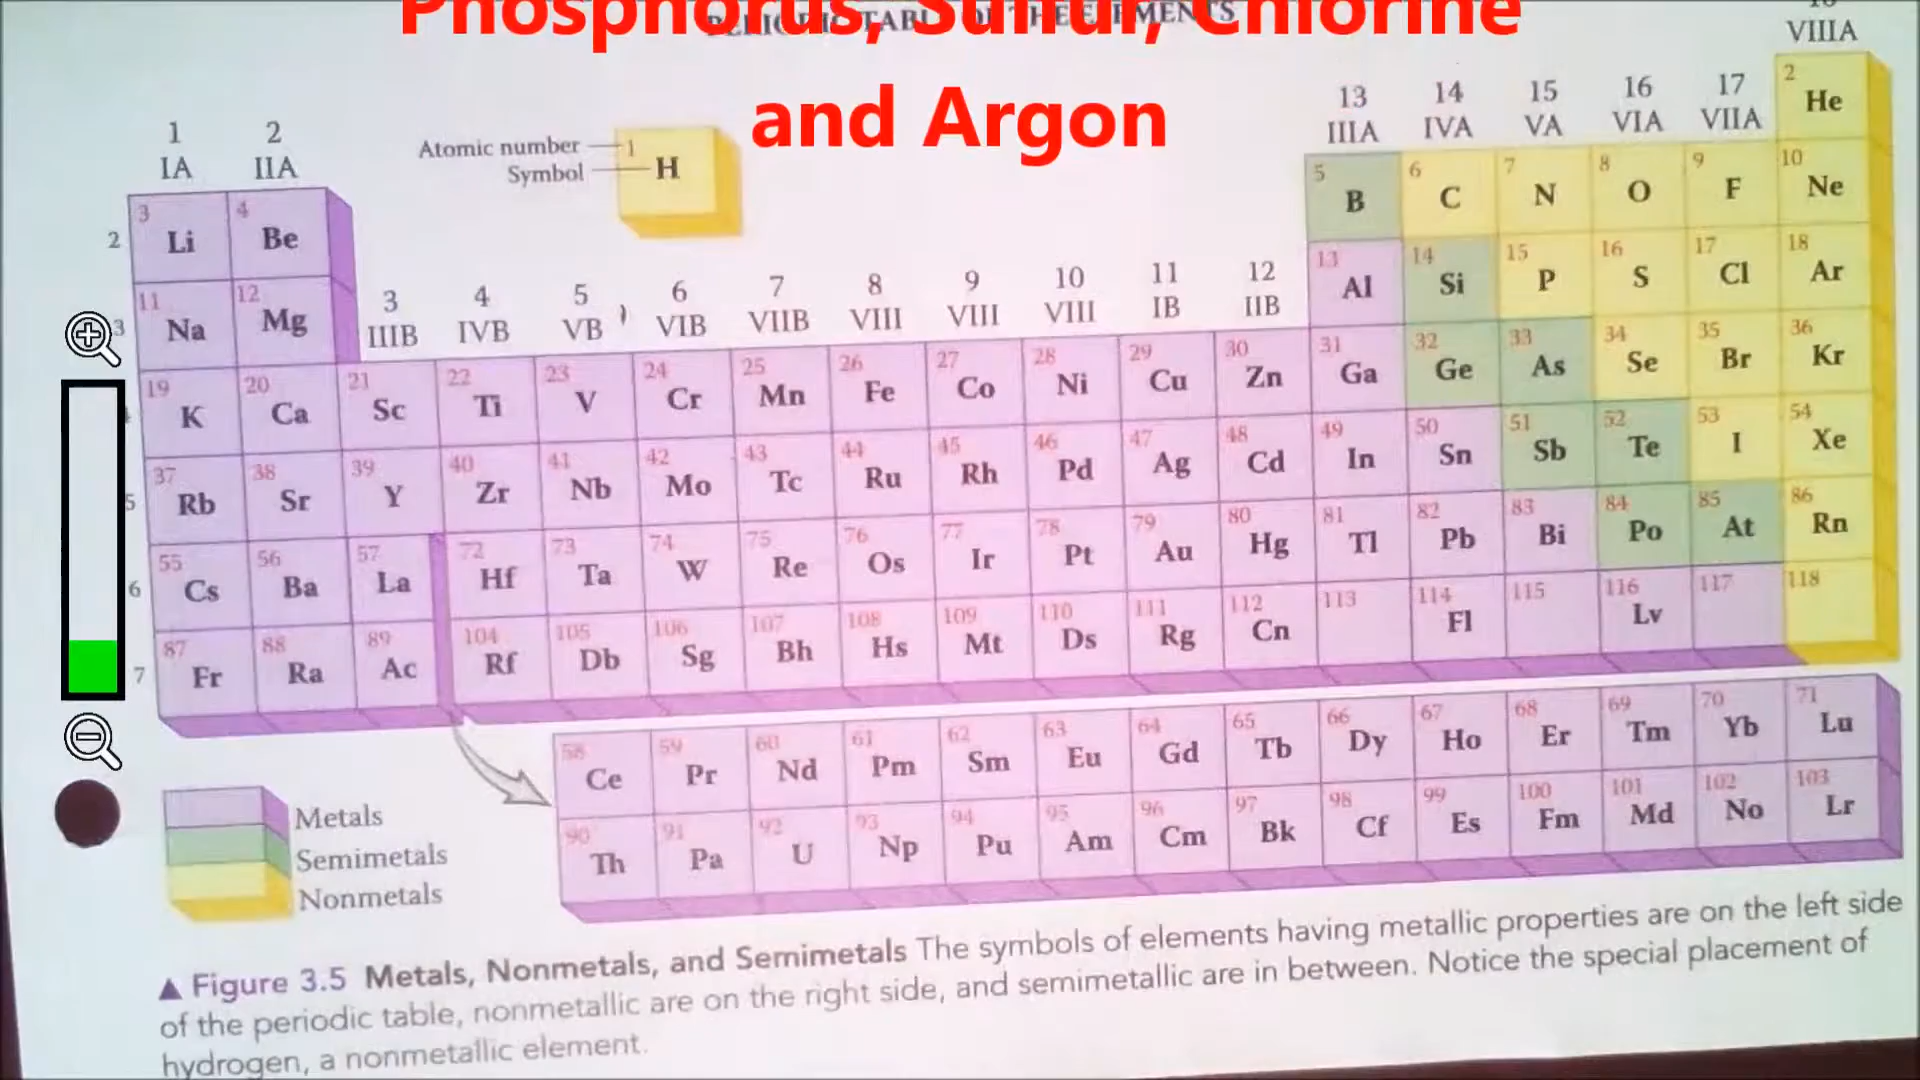 Phosphorus, Sulfur, Chlorine
and Argon
PERIODIC TABLE OF THE ELEMENTS
18
VIIIA
1 2 13 14 15 16 17
IA IIA IIIA IVA VA VIA VIIA
Atomic number 1
Symbol H
2 He
2 3 Li 4 Be 5 B 6 C 7 N 8 O 9 F 10 Ne
3 11 Na 12 Mg 13 Al 14 Si 15 P 16 S 17 Cl 18 Ar
3 4 5 6 7 8 9 10 11 12
IIIB IVB VB VIB VIIB VIII VIII VIII IB IIB
19 K 20 Ca 21 Sc 22 Ti 23 V 24 Cr 25 Mn 26 Fe 27 Co 28 Ni 29 Cu 30 Zn 31 Ga 32 Ge 33 As 34 Se 35 Br 36 Kr
5 37 Rb 38 Sr 39 Y 40 Zr 41 Nb 42 Mo 43 Tc 44 Ru 45 Rh 46 Pd 47 Ag 48 Cd 49 In 50 Sn 51 Sb 52 Te 53 I 54 Xe
6 55 Cs 56 Ba 57 La 72 Hf 73 Ta 74 W 75 Re 76 Os 77 Ir 78 Pt 79 Au 80 Hg 81 Tl 82 Pb 83 Bi 84 Po 85 At 86 Rn
7 87 Fr 88 Ra 89 Ac 104 Rf 105 Db 106 Sg 107 Bh 108 Hs 109 Mt 110 Ds 111 Rg 112 Cn 113 114 Fl 115 116 Lv 117 118
58 Ce 59 Pr 60 Nd 61 Pm 62 Sm 63 Eu 64 Gd 65 Tb 66 Dy 67 Ho 68 Er 69 Tm 70 Yb 71 Lu
90 Th 91 Pa 92 U 93 Np 94 Pu 95 Am 96 Cm 97 Bk 98 Cf 99 Es 100 Fm 101 Md 102 No 103 Lr
Metals
Semimetals
Nonmetals
▲ Figure 3.5 Metals, Nonmetals, and Semimetals The symbols of elements having metallic properties are on the left side
of the periodic table, nonmetallic are on the right side, and semimetallic are in between. Notice the special placement of
hydrogen, a nonmetallic element.